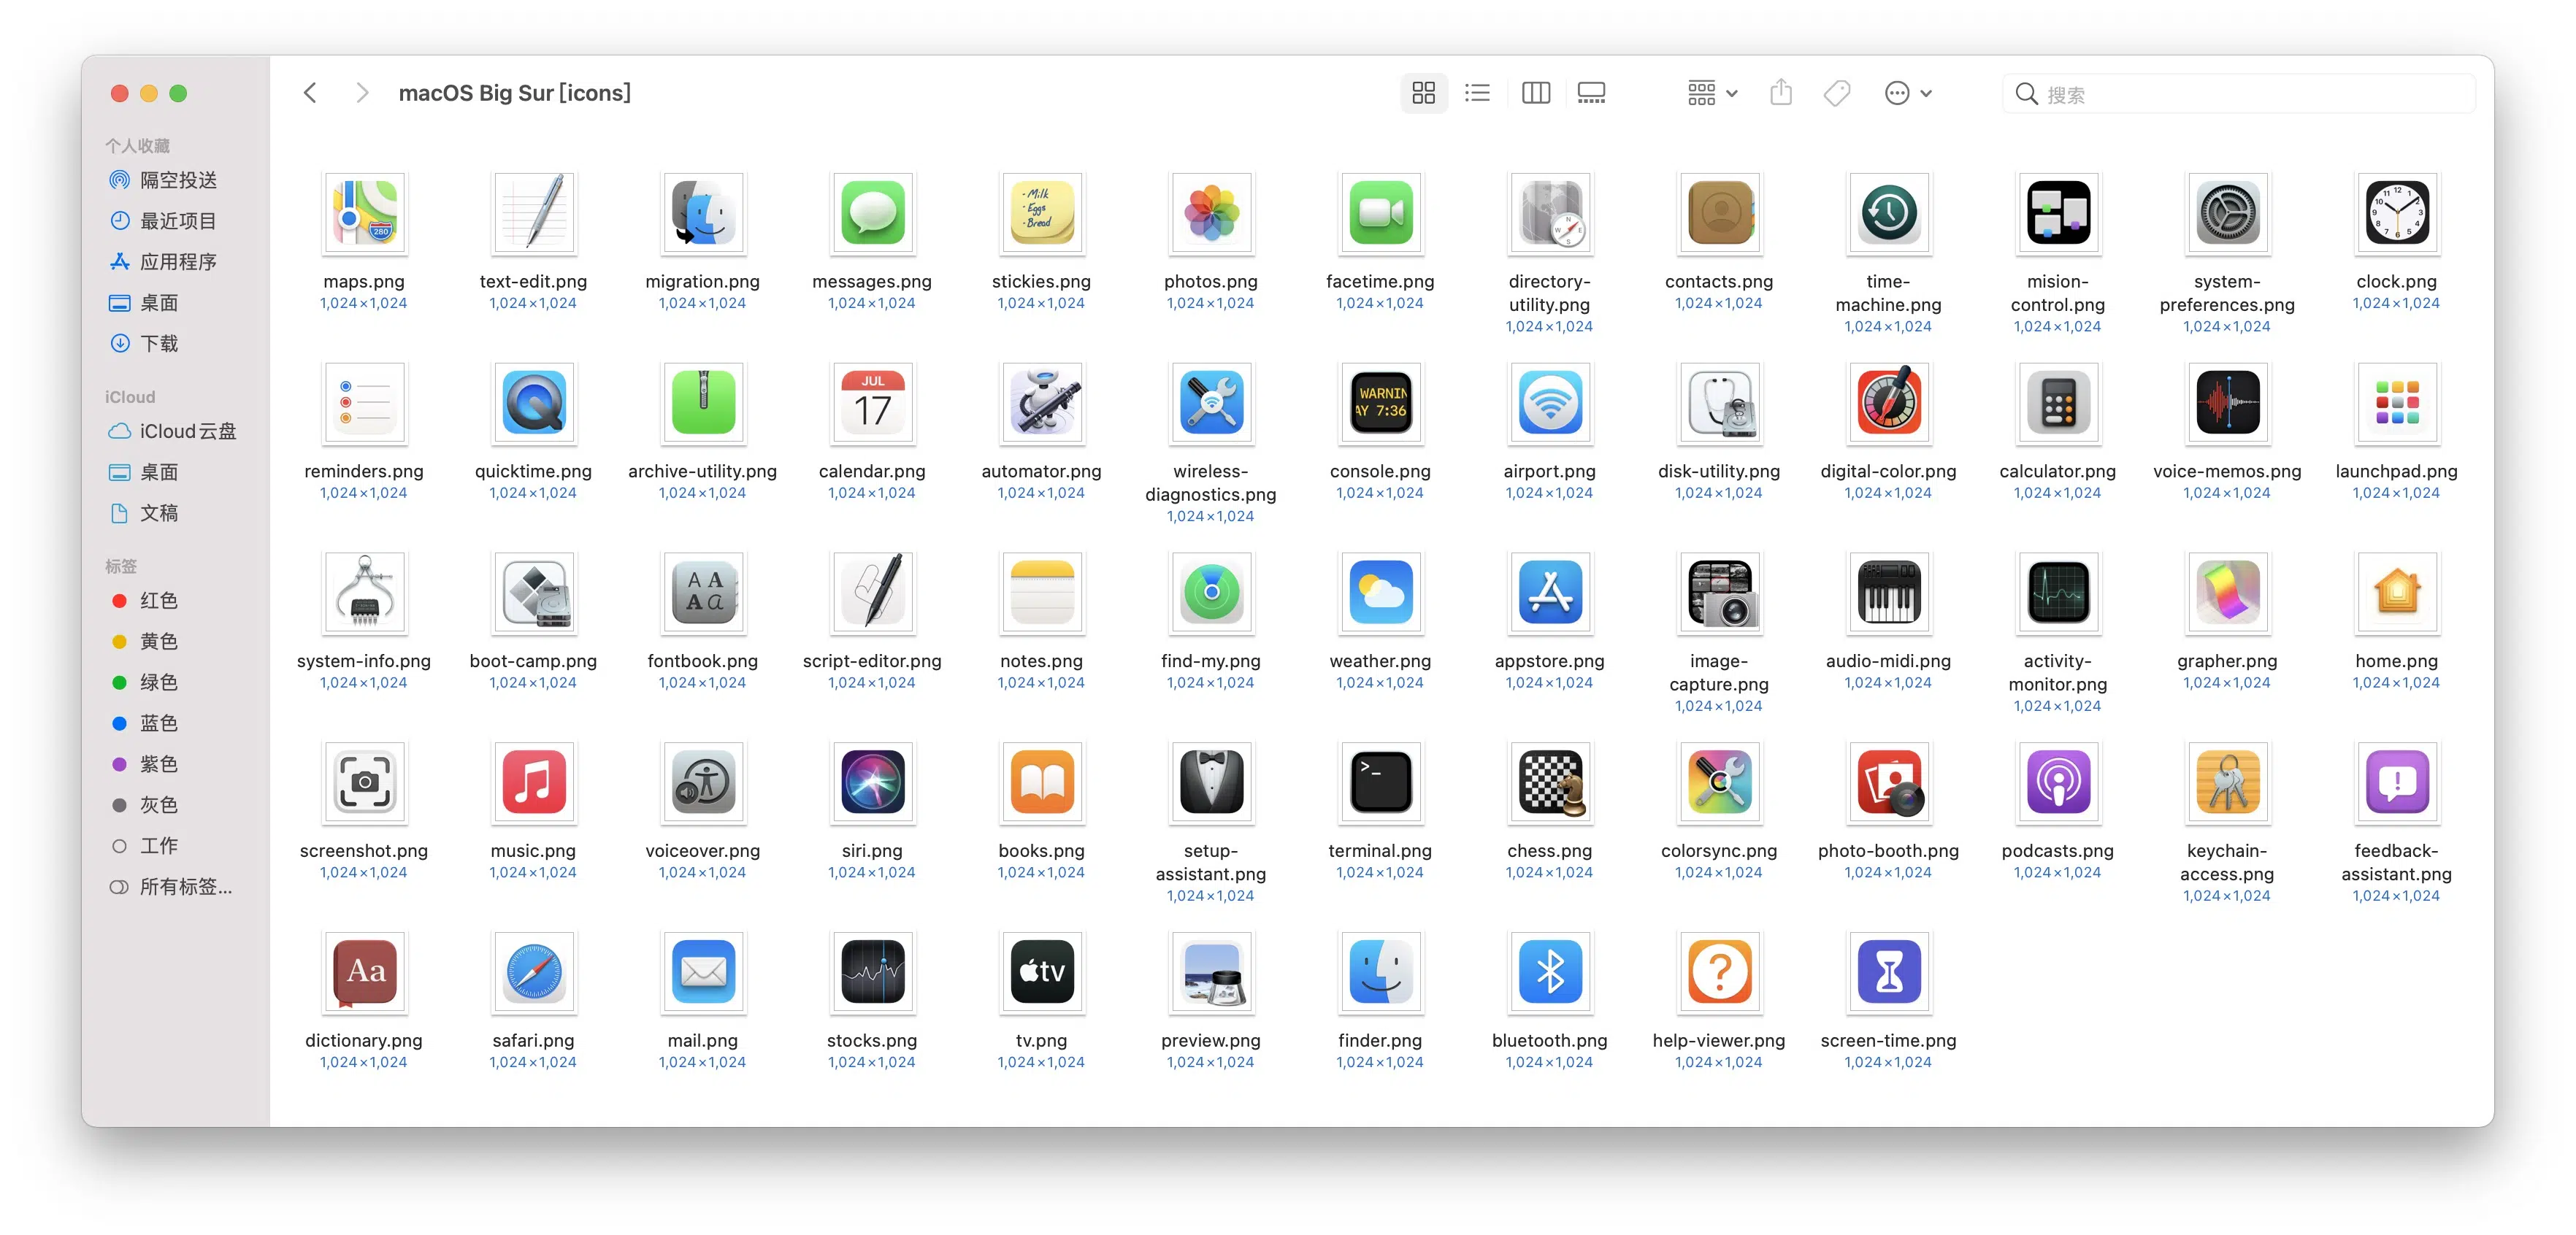 macOS Big Sur [icons]
搜索
个人收藏
隔空投送
最近项目
应用程序
桌面
下载
iCloud
iCloud云盘
桌面
文稿
标签
红色
黄色
绿色
蓝色
紫色
灰色
工作
所有标签...
280
- Milk
- Eggs
- Bread
maps.png
1,024×1,024
text-edit.png
1,024×1,024
migration.png
1,024×1,024
messages.png
1,024×1,024
stickies.png
1,024×1,024
photos.png
1,024×1,024
facetime.png
1,024×1,024
directory-
utility.png
1,024×1,024
contacts.png
1,024×1,024
time-
machine.png
1,024×1,024
mision-
control.png
1,024×1,024
system-
preferences.png
1,024×1,024
clock.png
1,024×1,024
JUL
17
WARNIN
AY 7:36
reminders.png
1,024×1,024
quicktime.png
1,024×1,024
archive-utility.png
1,024×1,024
calendar.png
1,024×1,024
automator.png
1,024×1,024
wireless-
diagnostics.png
1,024×1,024
console.png
1,024×1,024
airport.png
1,024×1,024
disk-utility.png
1,024×1,024
digital-color.png
1,024×1,024
calculator.png
1,024×1,024
voice-memos.png
1,024×1,024
launchpad.png
1,024×1,024
A A
A a
system-info.png
1,024×1,024
boot-camp.png
1,024×1,024
fontbook.png
1,024×1,024
script-editor.png
1,024×1,024
notes.png
1,024×1,024
find-my.png
1,024×1,024
weather.png
1,024×1,024
appstore.png
1,024×1,024
image-
capture.png
1,024×1,024
audio-midi.png
1,024×1,024
activity-
monitor.png
1,024×1,024
grapher.png
1,024×1,024
home.png
1,024×1,024
>_
screenshot.png
1,024×1,024
music.png
1,024×1,024
voiceover.png
1,024×1,024
siri.png
1,024×1,024
books.png
1,024×1,024
setup-
assistant.png
1,024×1,024
terminal.png
1,024×1,024
chess.png
1,024×1,024
colorsync.png
1,024×1,024
photo-booth.png
1,024×1,024
podcasts.png
1,024×1,024
keychain-
access.png
1,024×1,024
feedback-
assistant.png
1,024×1,024
Aa
tv
?
dictionary.png
1,024×1,024
safari.png
1,024×1,024
mail.png
1,024×1,024
stocks.png
1,024×1,024
tv.png
1,024×1,024
preview.png
1,024×1,024
finder.png
1,024×1,024
bluetooth.png
1,024×1,024
help-viewer.png
1,024×1,024
screen-time.png
1,024×1,024